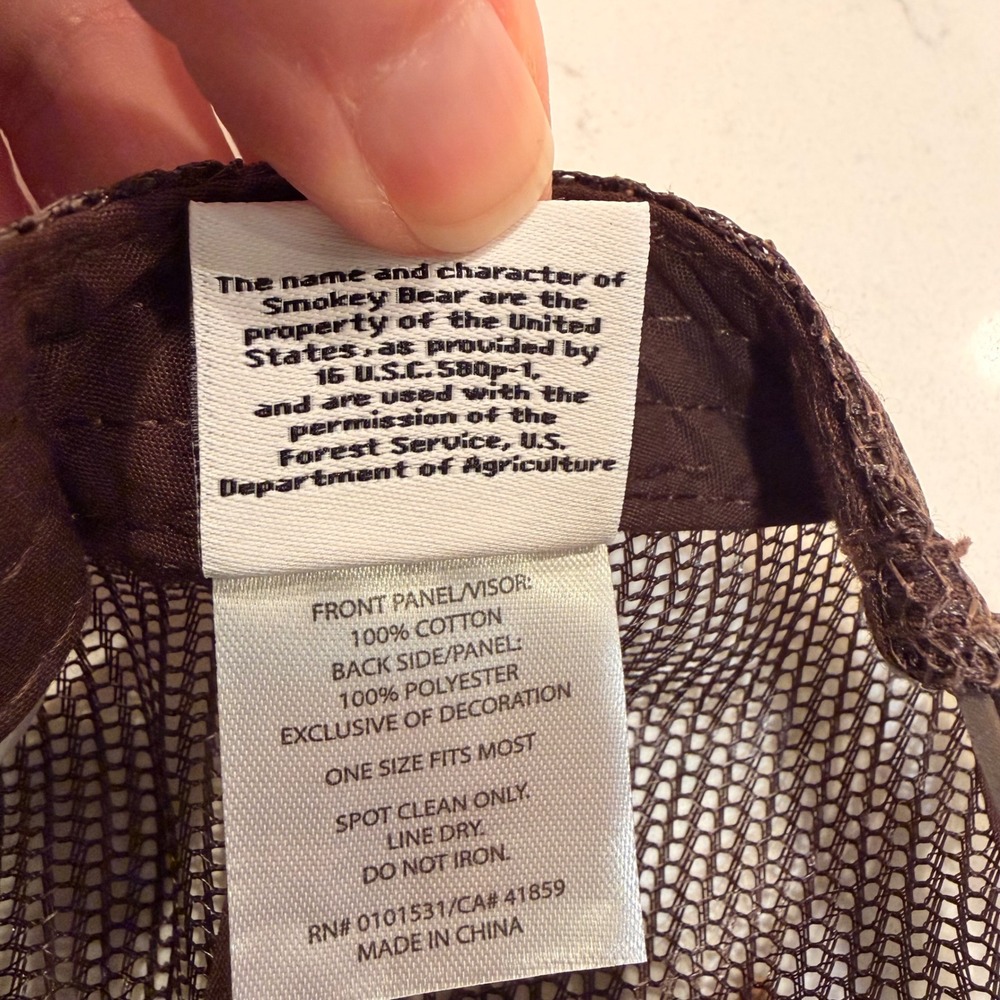 The name and character of
Smokey Bear are the
property of the United
States, as provided by
16 U.S.C. 580p-1,
and are used with the
permission of the
Forest Service, U.S.
Department of Agriculture
FRONT PANEL/VISOR:
100% COTTON
BACK SIDE/PANEL:
100% POLYESTER
EXCLUSIVE OF DECORATION
ONE SIZE FITS MOST
SPOT CLEAN ONLY.
LINE DRY.
DO NOT IRON.
RN# 0101531/CA# 41859
MADE IN CHINA